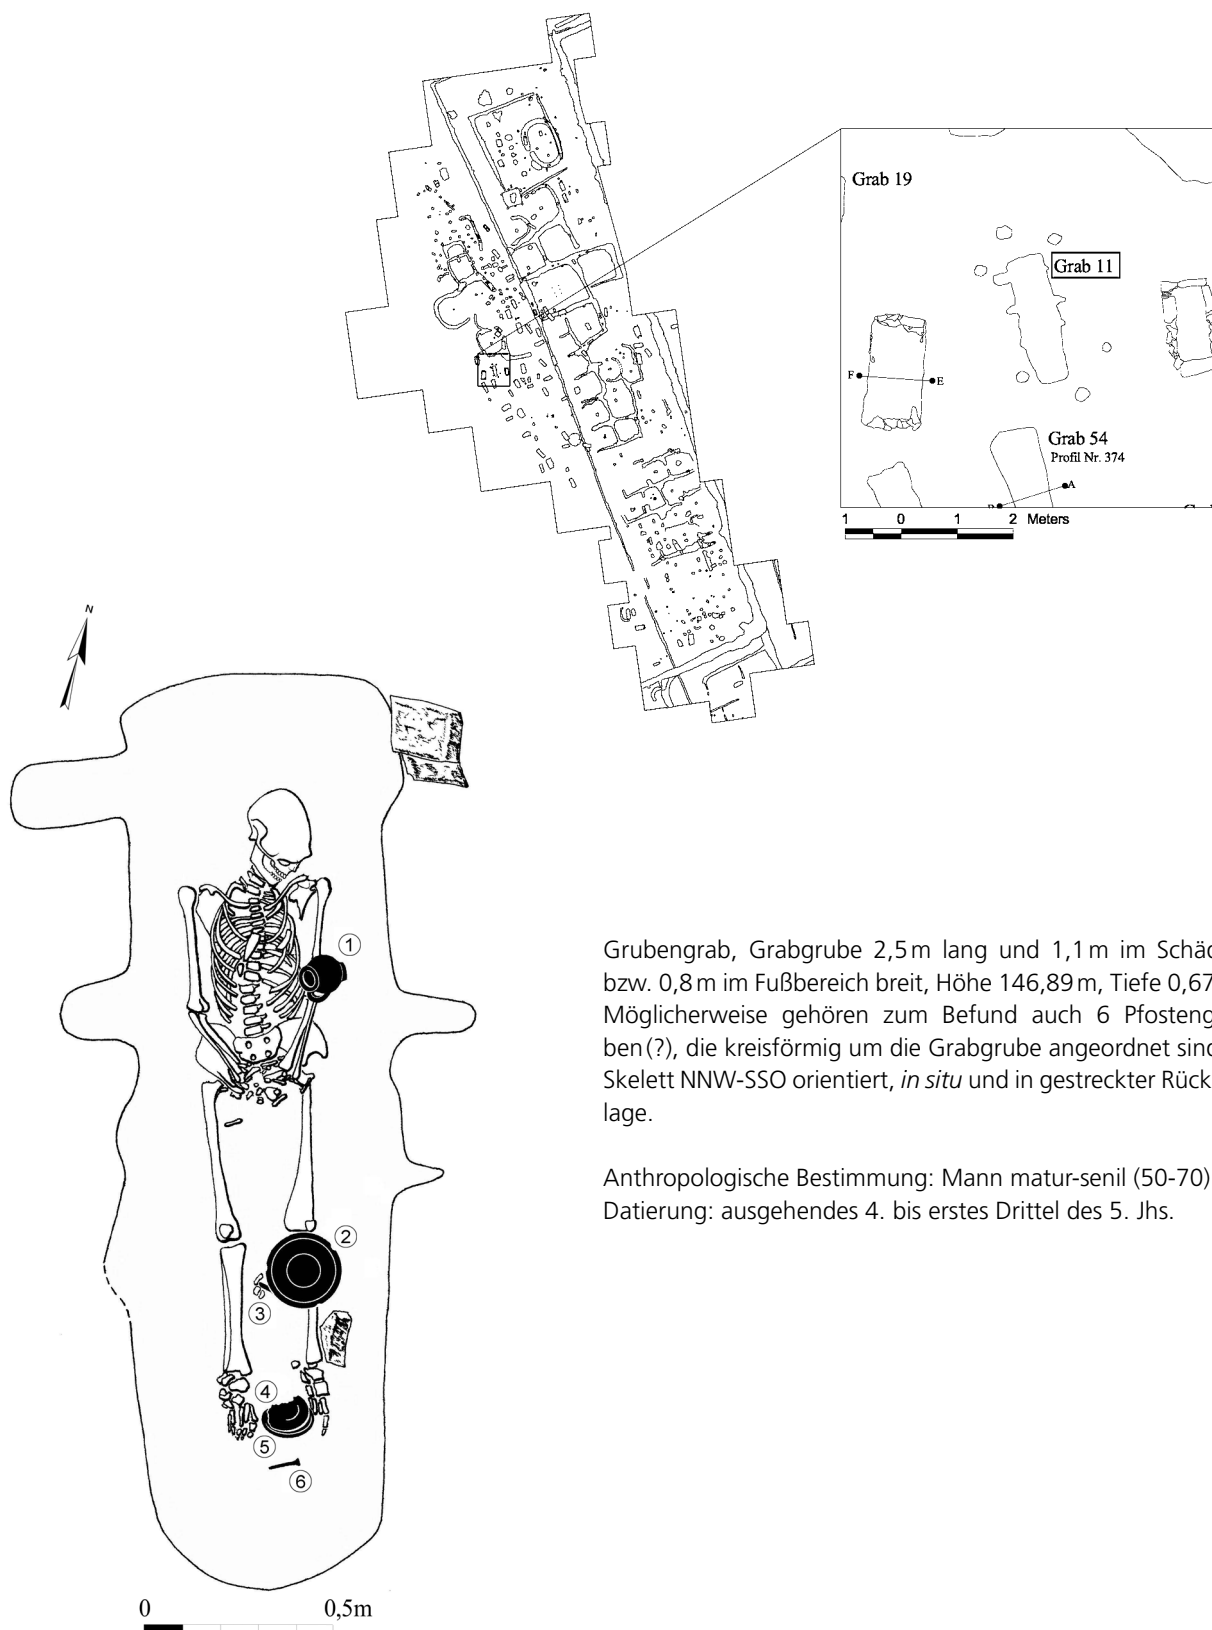 Grab 19
Grab 11
F
E
Grab 54
Profil Nr. 374
A
1 0 1 2 Meters
N
1
2
3
4
5
6
0 0,5m
Grubengrab, Grabgrube 2,5 m lang und 1,1 m im Schäd
bzw. 0,8 m im Fußbereich breit, Höhe 146,89 m, Tiefe 0,67
Möglicherweise gehören zum Befund auch 6 Pfosteng
ben (?), die kreisförmig um die Grabgrube angeordnet sind
Skelett NNW-SSO orientiert, in situ und in gestreckter Rück
lage.
Anthropologische Bestimmung: Mann matur-senil (50-70)
Datierung: ausgehendes 4. bis erstes Drittel des 5. Jhs.